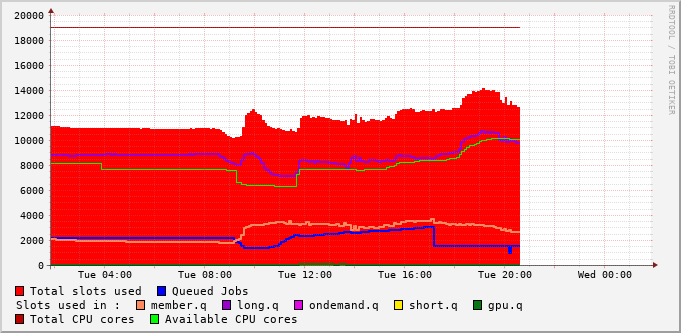 20000
18000
16000
14000
12000
10000
8000
6000
4000
2000
0
Tue 04:00 Tue 08:00 Tue 12:00 Tue 16:00 Tue 20:00 Wed 00:00
Total slots used Queued Jobs
Slots used in : member.q long.q ondemand.q short.q gpu.q
Total CPU cores Available CPU cores
RRDTOOL / TOBI OETIKER